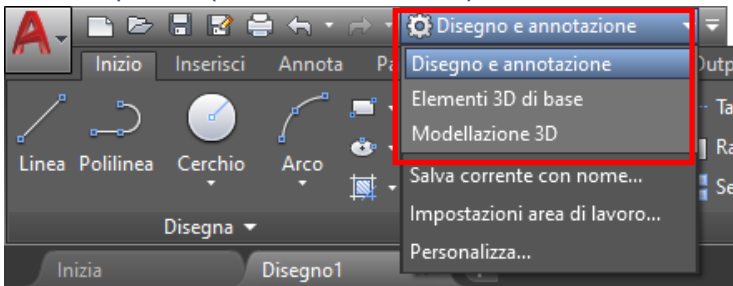 Disegno e annotazione
Inizio Inserisci Annota
Disegno e annotazione
Elementi 3D di base
Modellazione 3D
Linea Polilinea Cerchio Arco
Salva corrente con nome...
Impostazioni area di lavoro...
Personalizza...
Disegna
Inizia Disegno1